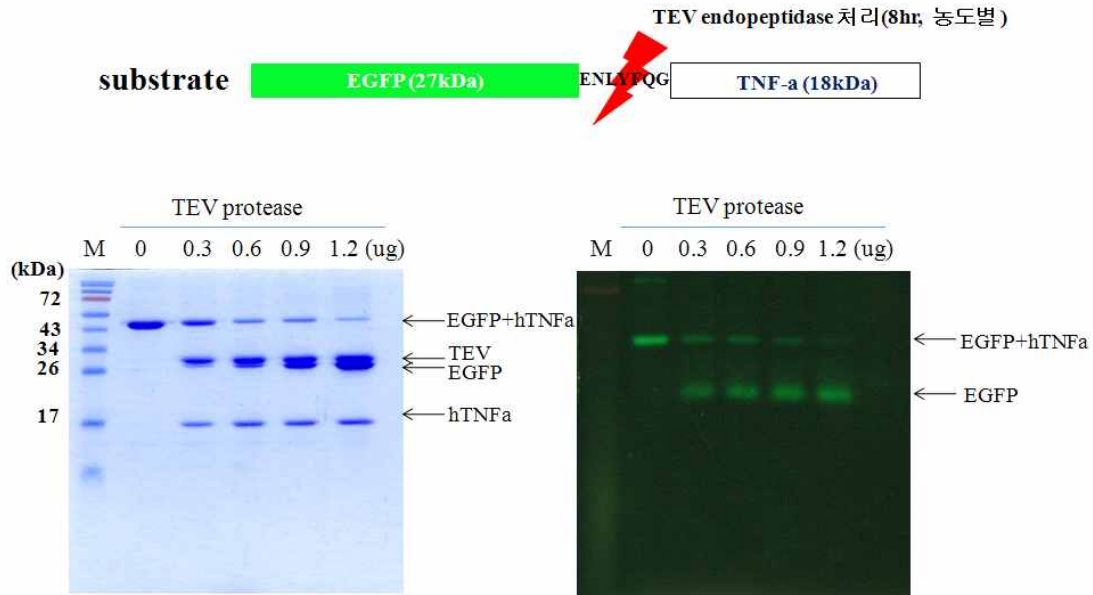 TEV endopeptidase 처리(8hr, 농도별)
substrate
EGFP (27kDa)
ENLYFQG
TNF-a (18kDa)
TEV protease
M 0 0.3 0.6 0.9 1.2 (ug)
(kDa)
72
43
34
26
17
EGFP+hTNFa
TEV
EGFP
hTNFa
TEV protease
M 0 0.3 0.6 0.9 1.2 (ug)
EGFP+hTNFa
EGFP